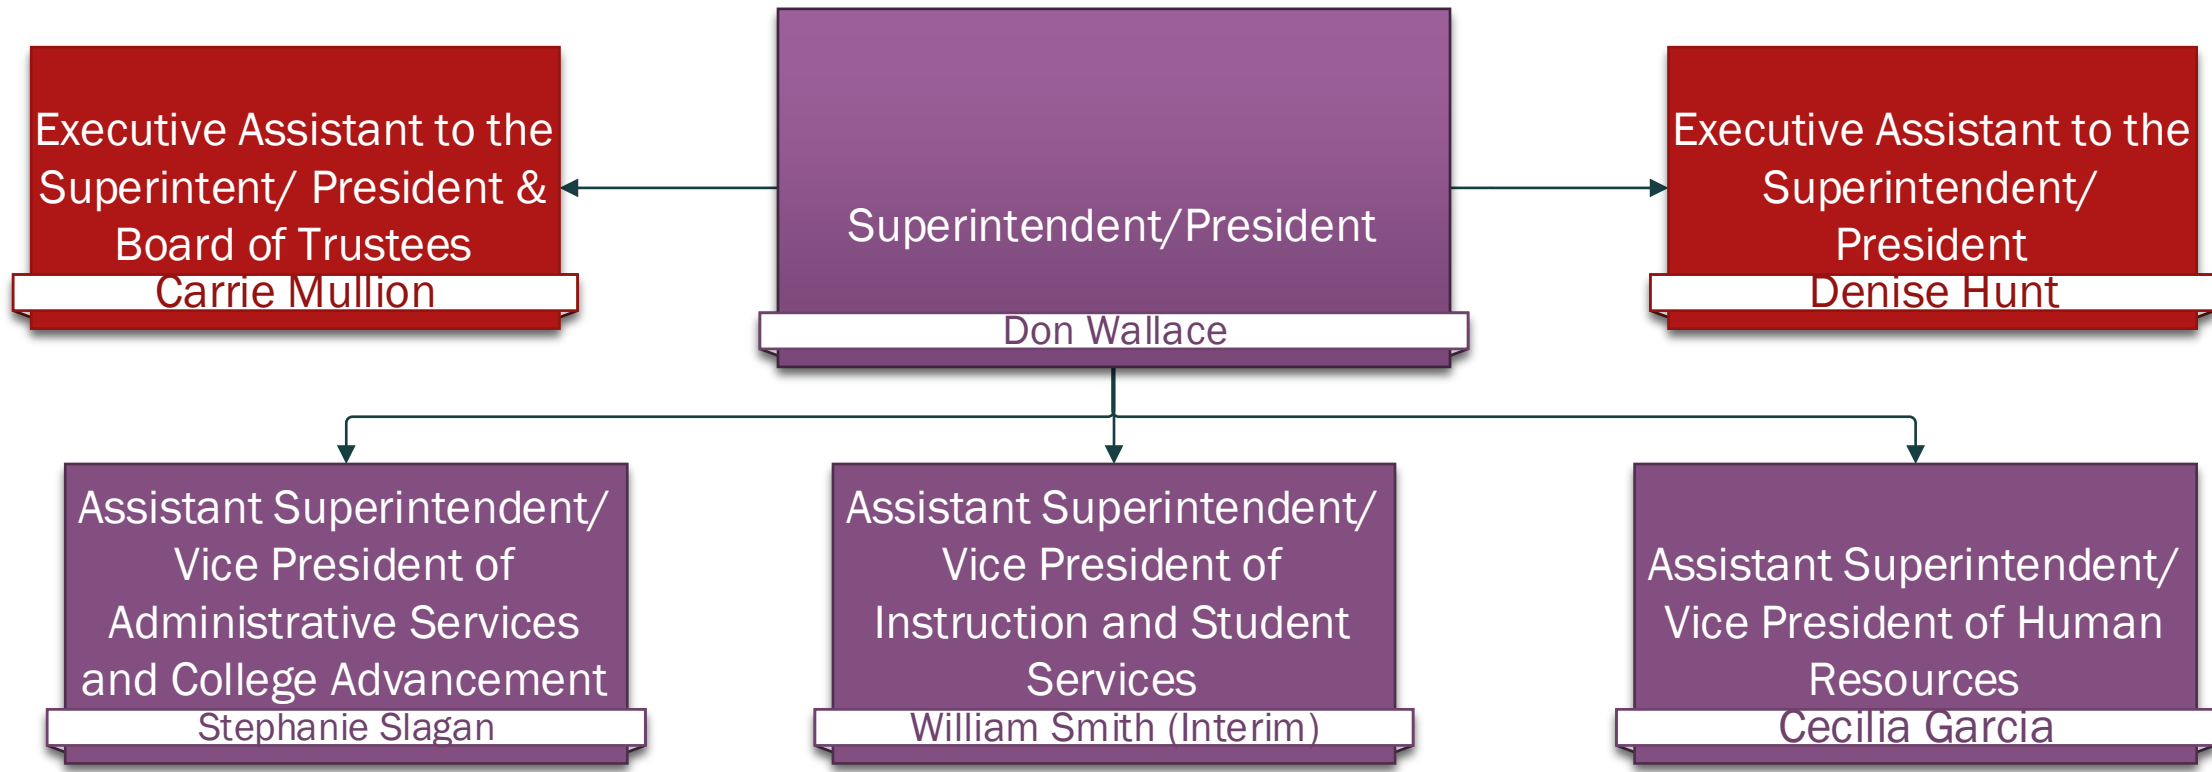 Executive Assistant to the
Superintent/ President &
Board of Trustees
Carrie Mullion
Superintendent/President
Don Wallace
Executive Assistant to the
Superintendent/
President
Denise Hunt
Assistant Superintendent/
Vice President of
Administrative Services
and College Advancement
Stephanie Slagan
Assistant Superintendent/
Vice President of
Instruction and Student
Services
William Smith (Interim)
Assistant Superintendent/
Vice President of Human
Resources
Cecilia Garcia